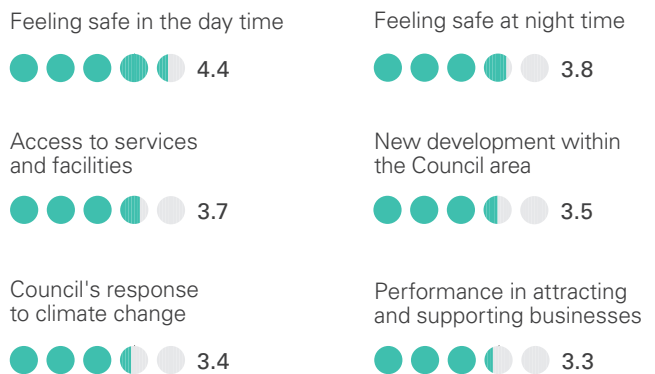 Feeling safe in the day time
4.4
Feeling safe at night time
3.8
Access to services
and facilities
3.7
New development within
the Council area
3.5
Council's response
to climate change
3.4
Performance in attracting
and supporting businesses
3.3